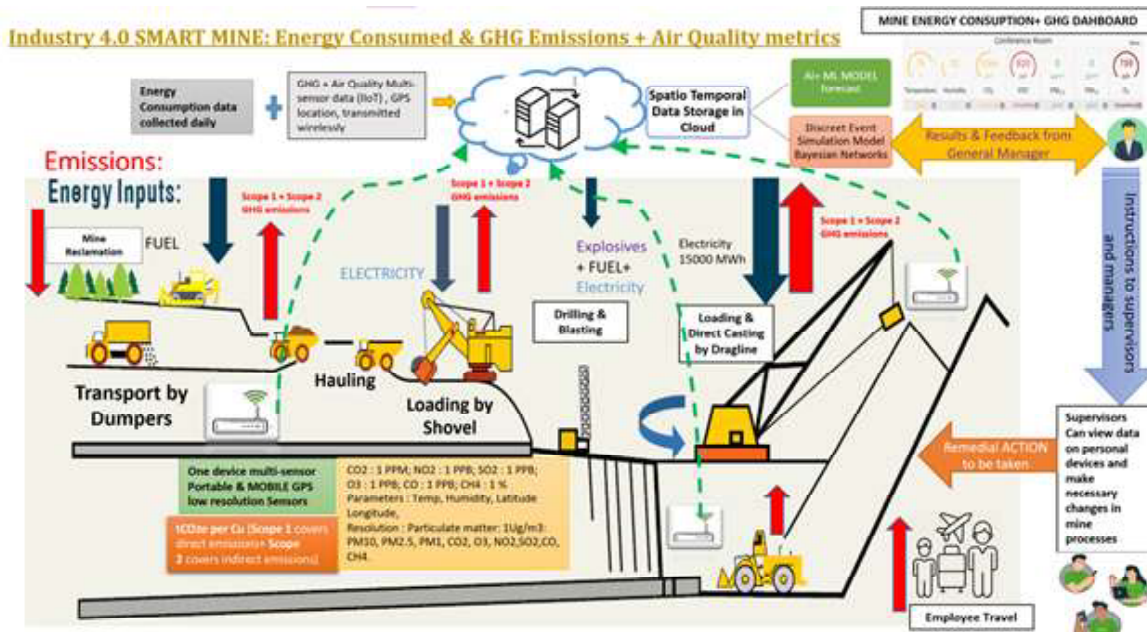 MINE ENERGY CONSUPTION+ GHG DAHBOARD
Industry 4.0 SMART MINE: Energy Consumed & GHG Emissions + Air Quality metrics
Conference Room
Temperature
Humidity
Energy
Consumption data
collected daily
GHG + Air Quality Multi-
sensor data (IIoT) , GPS
location, transmitted
wirelessly
Spatio Temporal
Data Storage in
Cloud
AI+ ML MODEL
forecast
Discreet Event
Simulation Model
Bayesian Networks
Results & Feedback from
General Manager
Emissions:
Energy Inputs:
Scope 1 + Scope 2
GHG emissions
Scope 1 + Scope 2
GHG emissions
Scope 1 + Scope 2
GHG emissions
Mine
Reclamation
FUEL
ELECTRICITY
Explosives
+ FUEL+
Electricity
Electricity
15000 MWh
Drilling &
Blasting
Loading &
Direct Casting
by Dragline
Instructions to supervisors
and managers
Transport by
Dumpers
Hauling
Loading by
Shovel
Supervisors
Can view data
on personal
devices and
make
necessary
changes in
mine
processes
Remedial ACTION
to be taken
One device multi-sensor
Portable & MOBILE GPS
low resolution Sensors
tCO2e per Cu (Scope 1 covers
direct emissions+ Scope
2 covers indirect emissions)
CO2 : 1 PPM; NO2 : 1 PPB; SO2 : 1 PPB;
O3 : 1 PPB; CO : 1 PPB; CH4 : 1 %
Parameters : Temp, Humidity, Latitude
Longitude,
Resolution : Particulate matter: 1Ug/m3:
PM10, PM2.5, PM1, CO2, O3, NO2,SO2,CO,
CH4.
Employee Travel